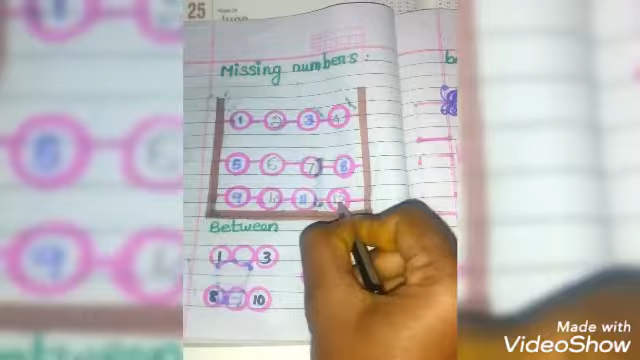 25
June
Missing numbers:
1 2 3 4
5 6 7 8
9 10 11 12
Between
1 3
8 10
Made with
VideoShow